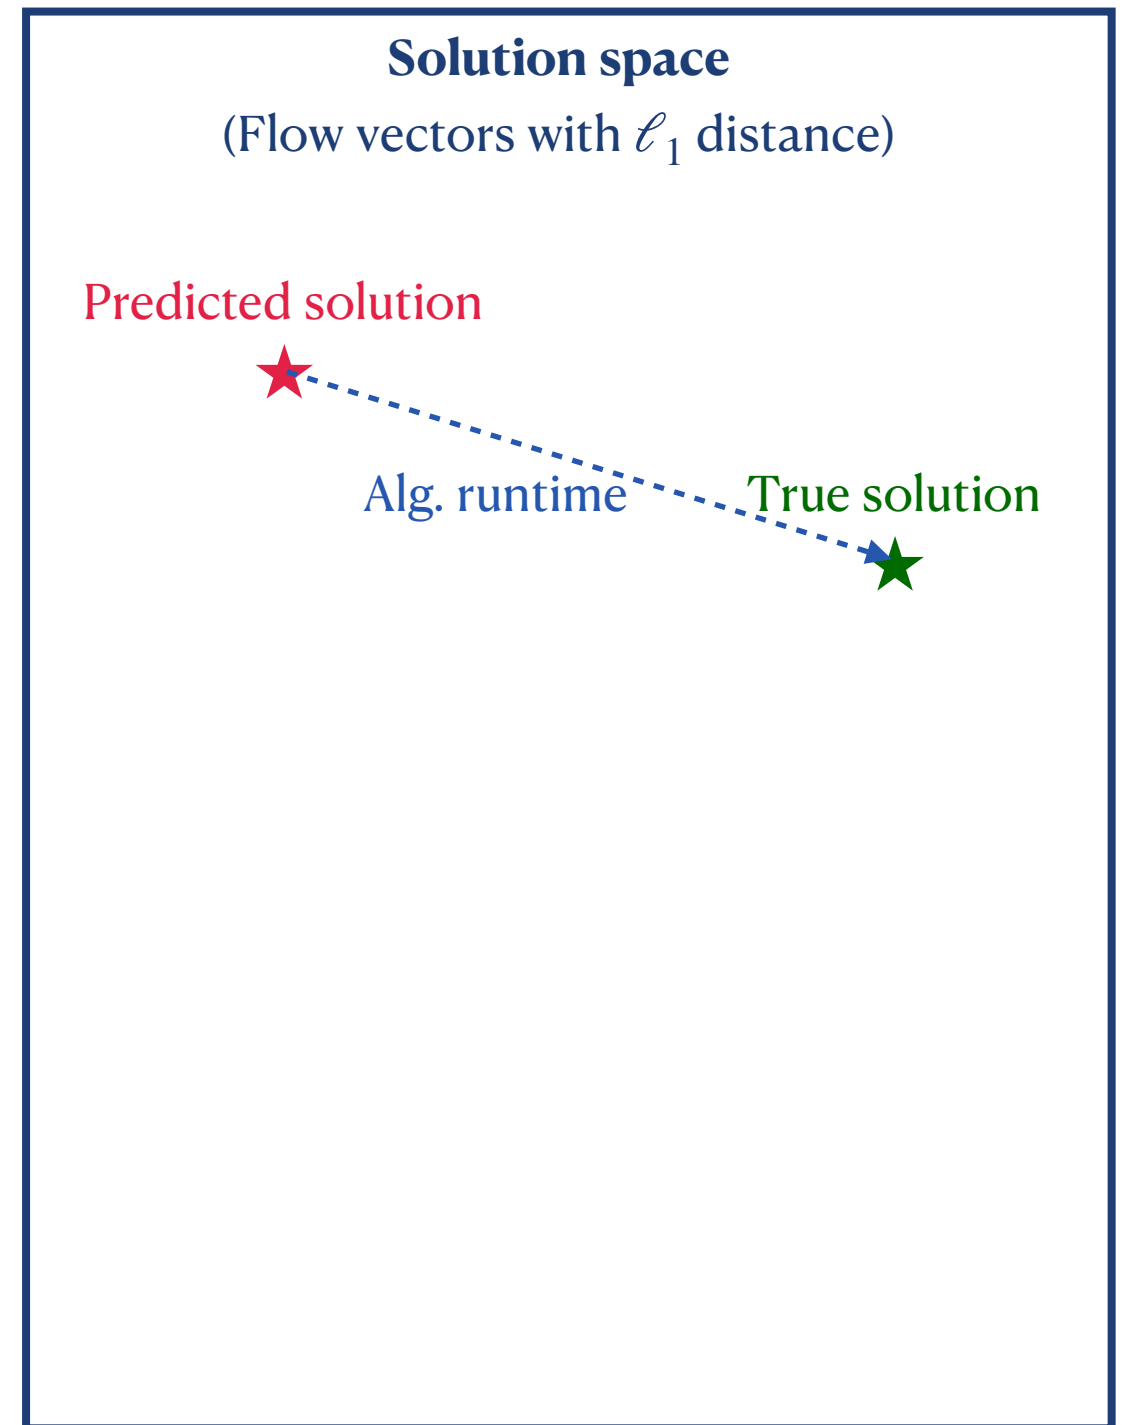 Solution space
(Flow vectors with ℓ₁ distance)
Predicted solution
Alg. runtime
True solution